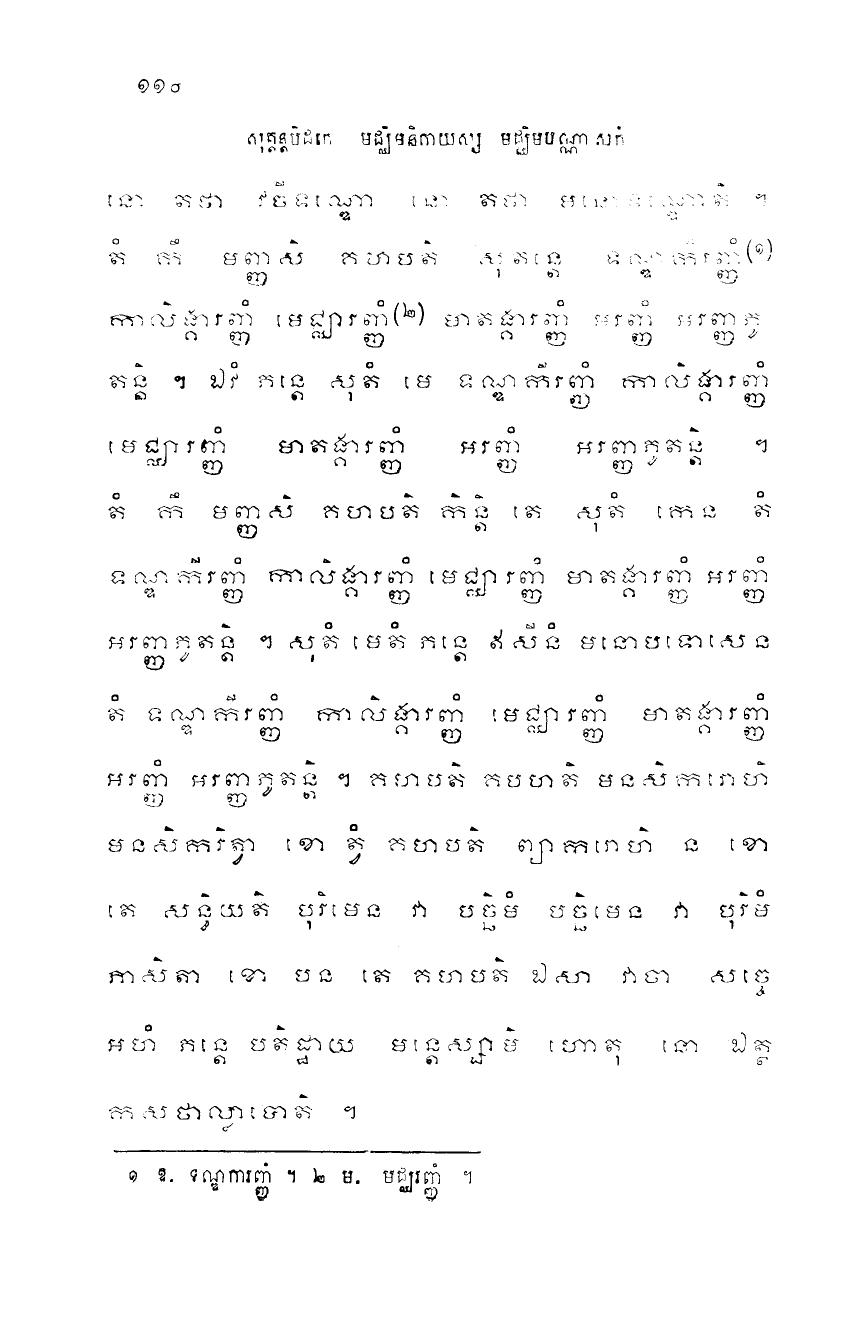 ១១០
សុត្តន្តបិដកេ មជ្ឈិមនិកាយស្ស មជ្ឈិមបណ្ណាសកំ
នោ តថា វចីទណ្ឌោ នោ តថា មនោទណ្ឌោតិ ។
តំ កឹ មញ្ញសិ គហបតិ សុតន្តេ ទណ្ឌកីរញ្ញំ(១)
កាលិង្គារញ្ញំ មេជ្ឈារញ្ញំ(២) មាតង្គារញ្ញំ អរញ្ញំ អរញ្ញភូ
តន្តិ ។ ឯវំ ភន្តេ សុតំ មេ ទណ្ឌកីរញ្ញំ កាលិង្គារញ្ញំ
មេជ្ឈារញ្ញំ មាតង្គារញ្ញំ អរញ្ញំ អរញ្ញភូតន្តិ ។
តំ កឹ មញ្ញសិ គហបតិ កិន្តិ តេ សុតំ កេន តំ
ទណ្ឌកីរញ្ញំ កាលិង្គារញ្ញំ មេជ្ឈារញ្ញំ មាតង្គារញ្ញំ អរញ្ញំ
អរញ្ញភូតន្តិ ។ សុតំ មេតំ ភន្តេ ឥសីនំ មនោបទោសេន
តំ ទណ្ឌកីរញ្ញំ កាលិង្គារញ្ញំ មេជ្ឈារញ្ញំ មាតង្គារញ្ញំ
អរញ្ញំ អរញ្ញភូតន្តិ ។ គហបតិ គបហតិ មនសិករោហិ
មនសិការិត្វា ខោ ត្វំ គហបតិ ព្យាករោហិ ន ខោ
តេ សន្ធិយតិ បុរិមេន វា បច្ឆិមំ បច្ឆិមេន វា បុរិមំ
ភាសិតា ខោ បន តេ គហបតិ ឯសា វាចា សច្ចេ
អហំ ភន្តេ បតិដ្ឋាយ មន្តេស្សាមិ ហោតុ នោ ឯត្ថ
កថាសល្លាបោតិ ។
១ ឱ. ទណ្ឌការញ្ញំ ។ ២ ម. មជ្ឈរញ្ញំ ។